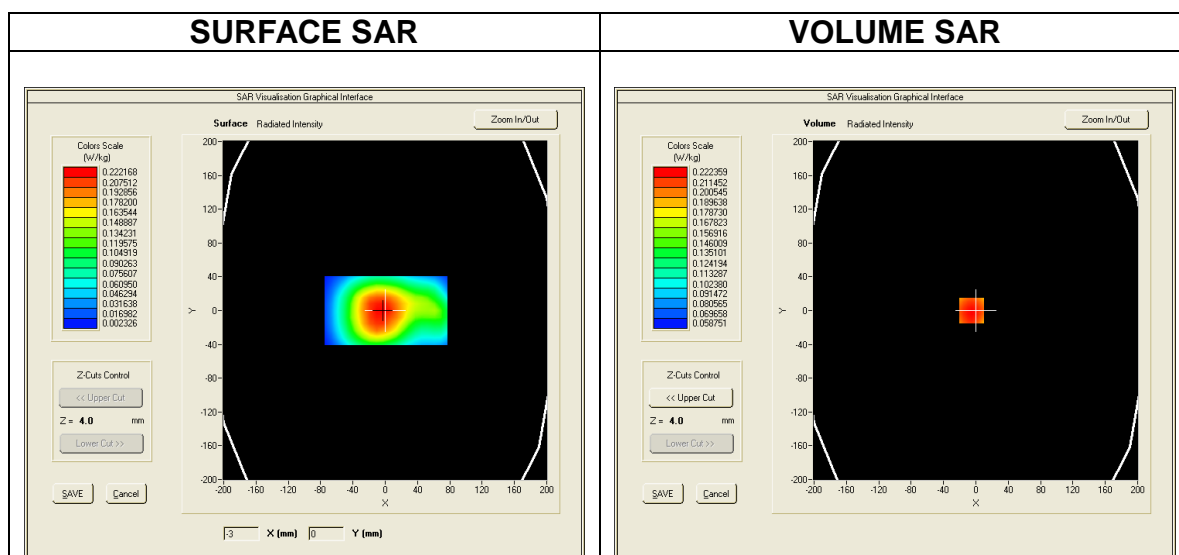 SURFACE SAR
VOLUME SAR
SAR Visualisation Graphical Interface
Surface Radiated Intensity
Zoom In/Out
Colors Scale
(W/kg)
0.222168
0.207512
0.192856
0.178200
0.163544
0.148887
0.134231
0.119575
0.104919
0.090263
0.075607
0.060950
0.046294
0.031638
0.016982
0.002326
200
160
120
80
40
0
-40
-80
-120
-160
-200
Y
-200 -160 -120 -80 -40 0 40 80 120 160 200
X
Z-Cuts Control
<< Upper Cut
Z = 4.0 mm
Lower Cut >>
SAVE Cancel
-3 X (mm) 0 Y (mm)
SAR Visualisation Graphical Interface
Volume Radiated Intensity
Zoom In/Out
Colors Scale
(W/kg)
0.222359
0.211452
0.200545
0.189638
0.178730
0.167823
0.156916
0.146009
0.135101
0.124194
0.113287
0.102380
0.091472
0.080565
0.069658
0.058751
200
160
120
80
40
0
-40
-80
-120
-160
-200
Y
-200 -160 -120 -80 -40 0 40 80 120 160 200
X
Z-Cuts Control
<< Upper Cut
Z = 4.0 mm
Lower Cut >>
SAVE Cancel